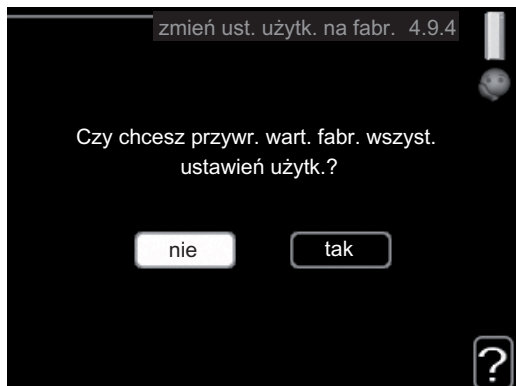 zmień ust. użytk. na fabr. 4.9.4
Czy chcesz przywr. wart. fabr. wszyst.
ustawień użytk.?
nie tak
?